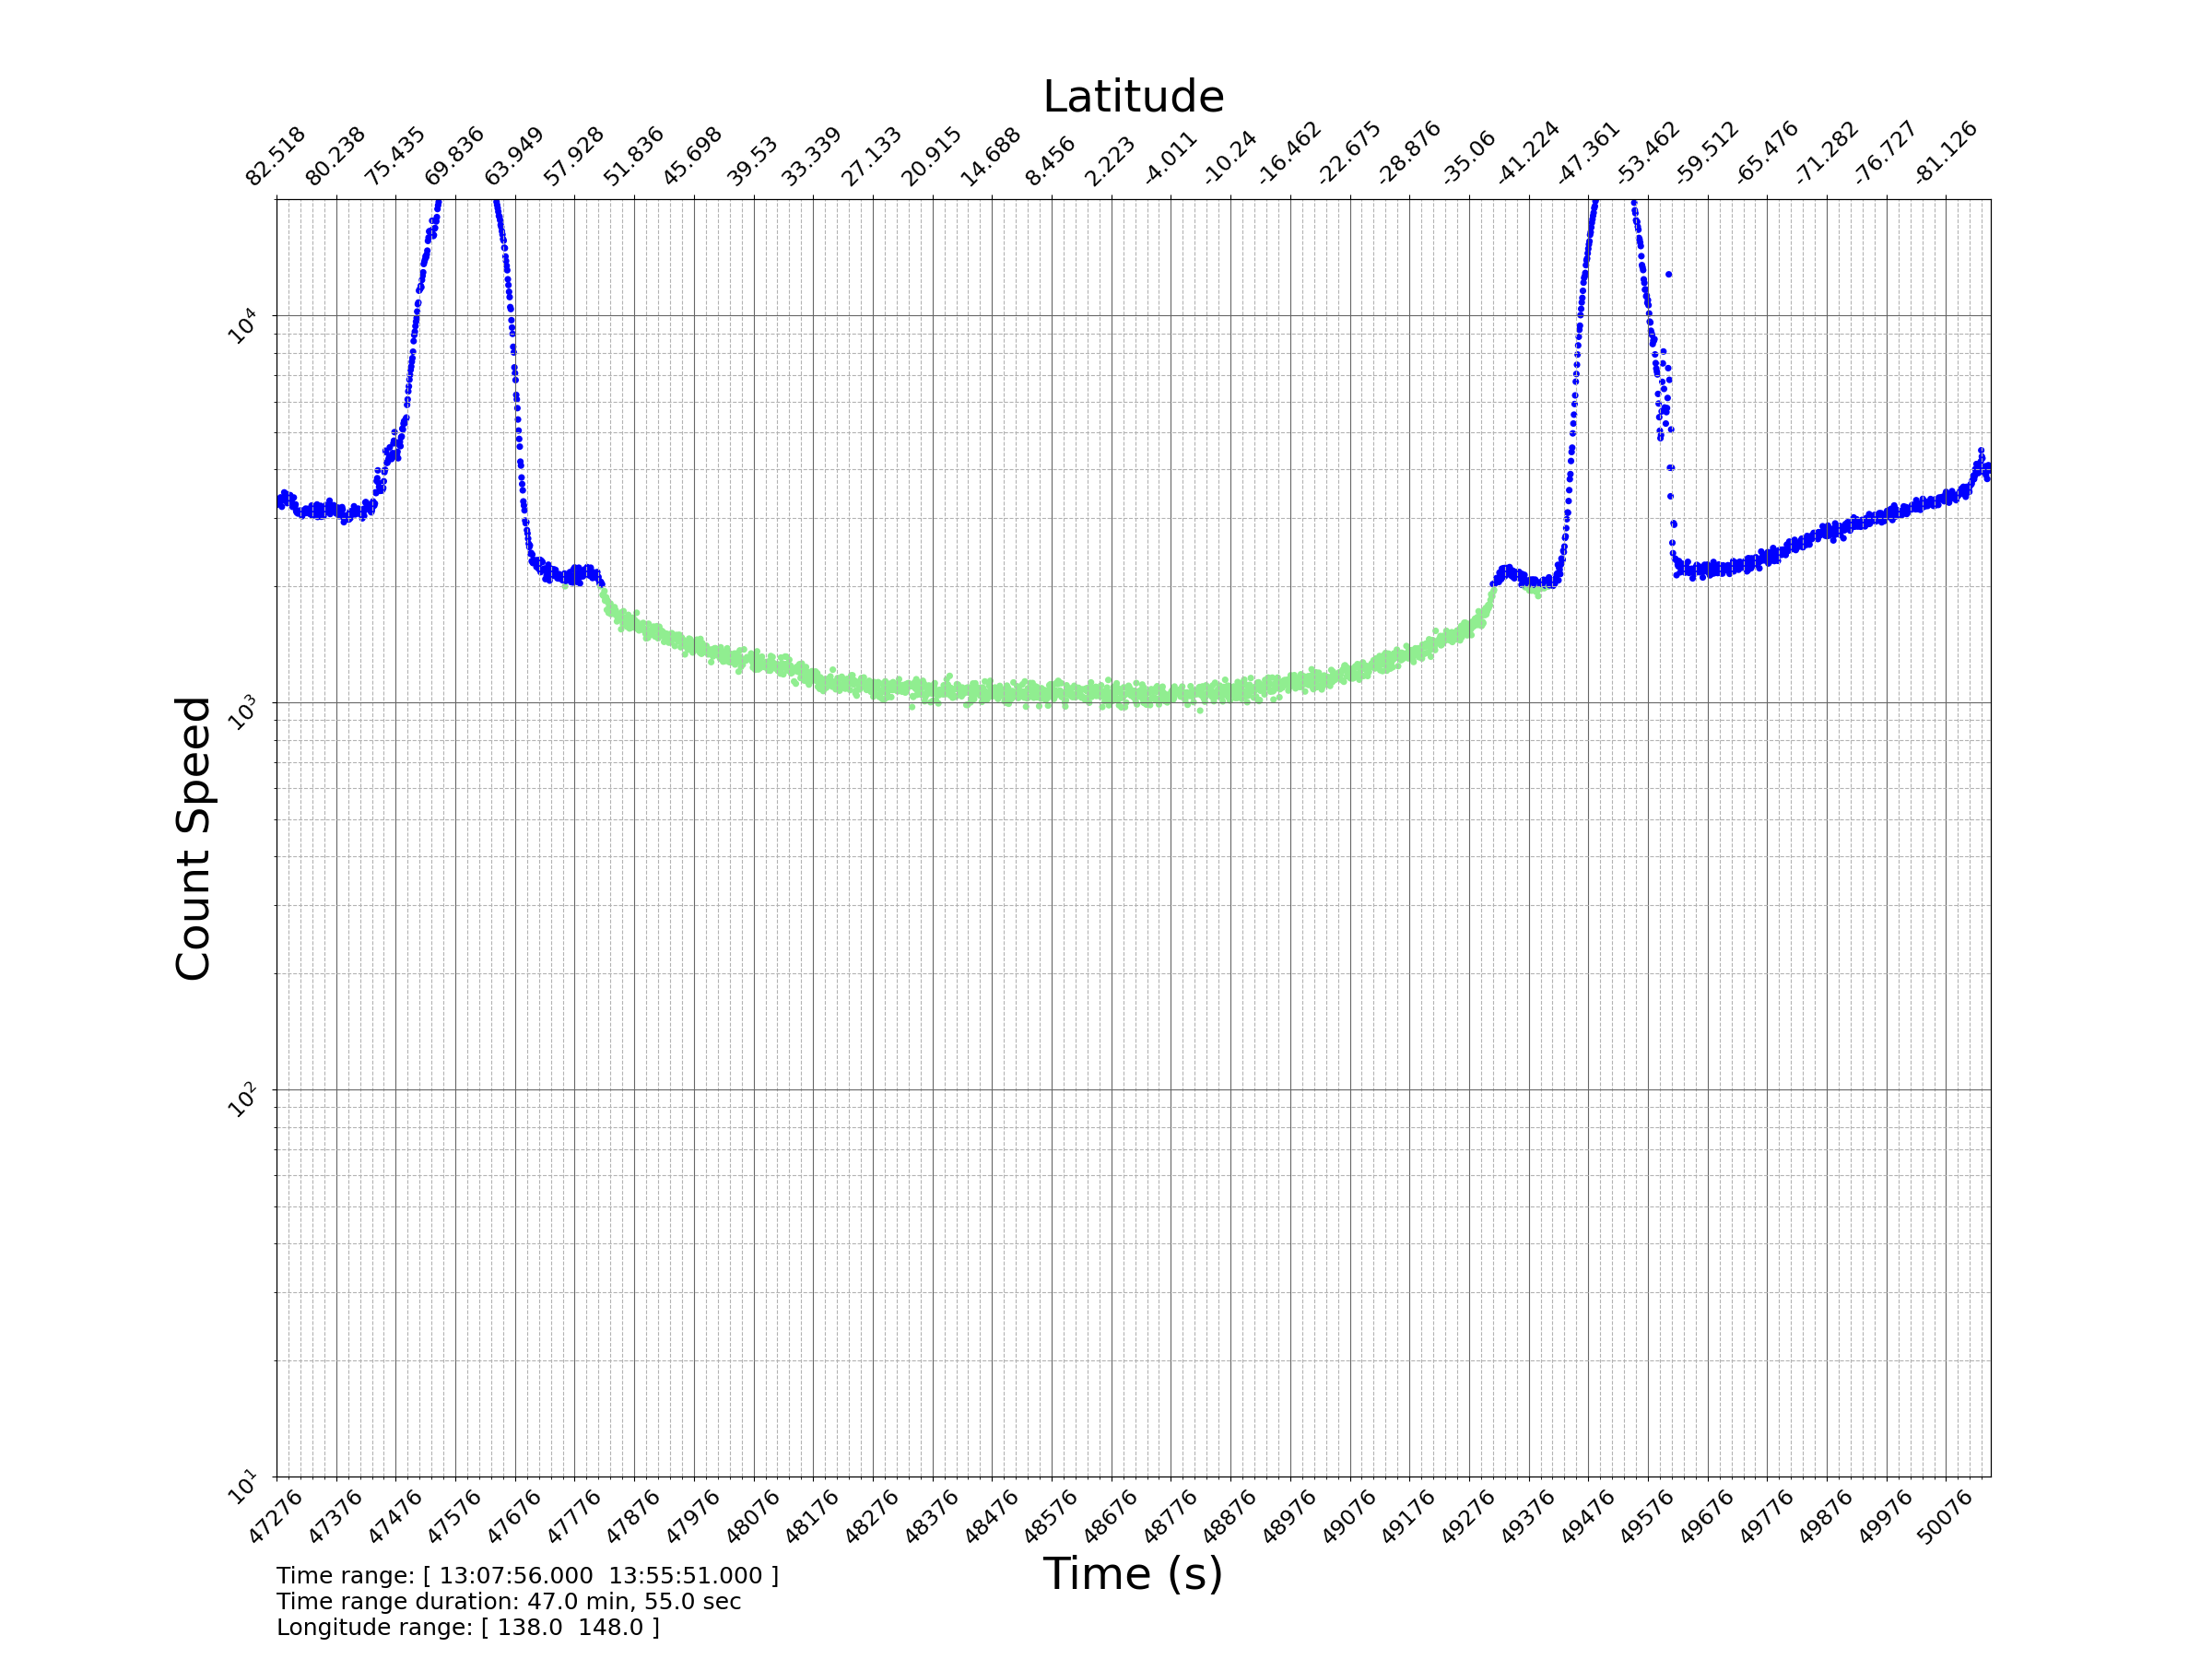 Latitude
82.518 80.238 75.435 69.836 63.949 57.928 51.836 45.698 39.53 33.339 27.133 20.915 14.688 8.456 2.223 -4.011 -10.24 -16.462 -22.675 -28.876 -35.06 -41.224 -47.361 -53.462 -59.512 -65.476 -71.282 -76.727 -81.126
Count Speed
10⁴
10³
10²
10¹
47276 47376 47476 47576 47676 47776 47876 47976 48076 48176 48276 48376 48476 48576 48676 48776 48876 48976 49076 49176 49276 49376 49476 49576 49676 49776 49876 49976 50076
Time (s)
Time range: [ 13:07:56.000  13:55:51.000 ]
Time range duration: 47.0 min, 55.0 sec
Longitude range: [ 138.0  148.0 ]